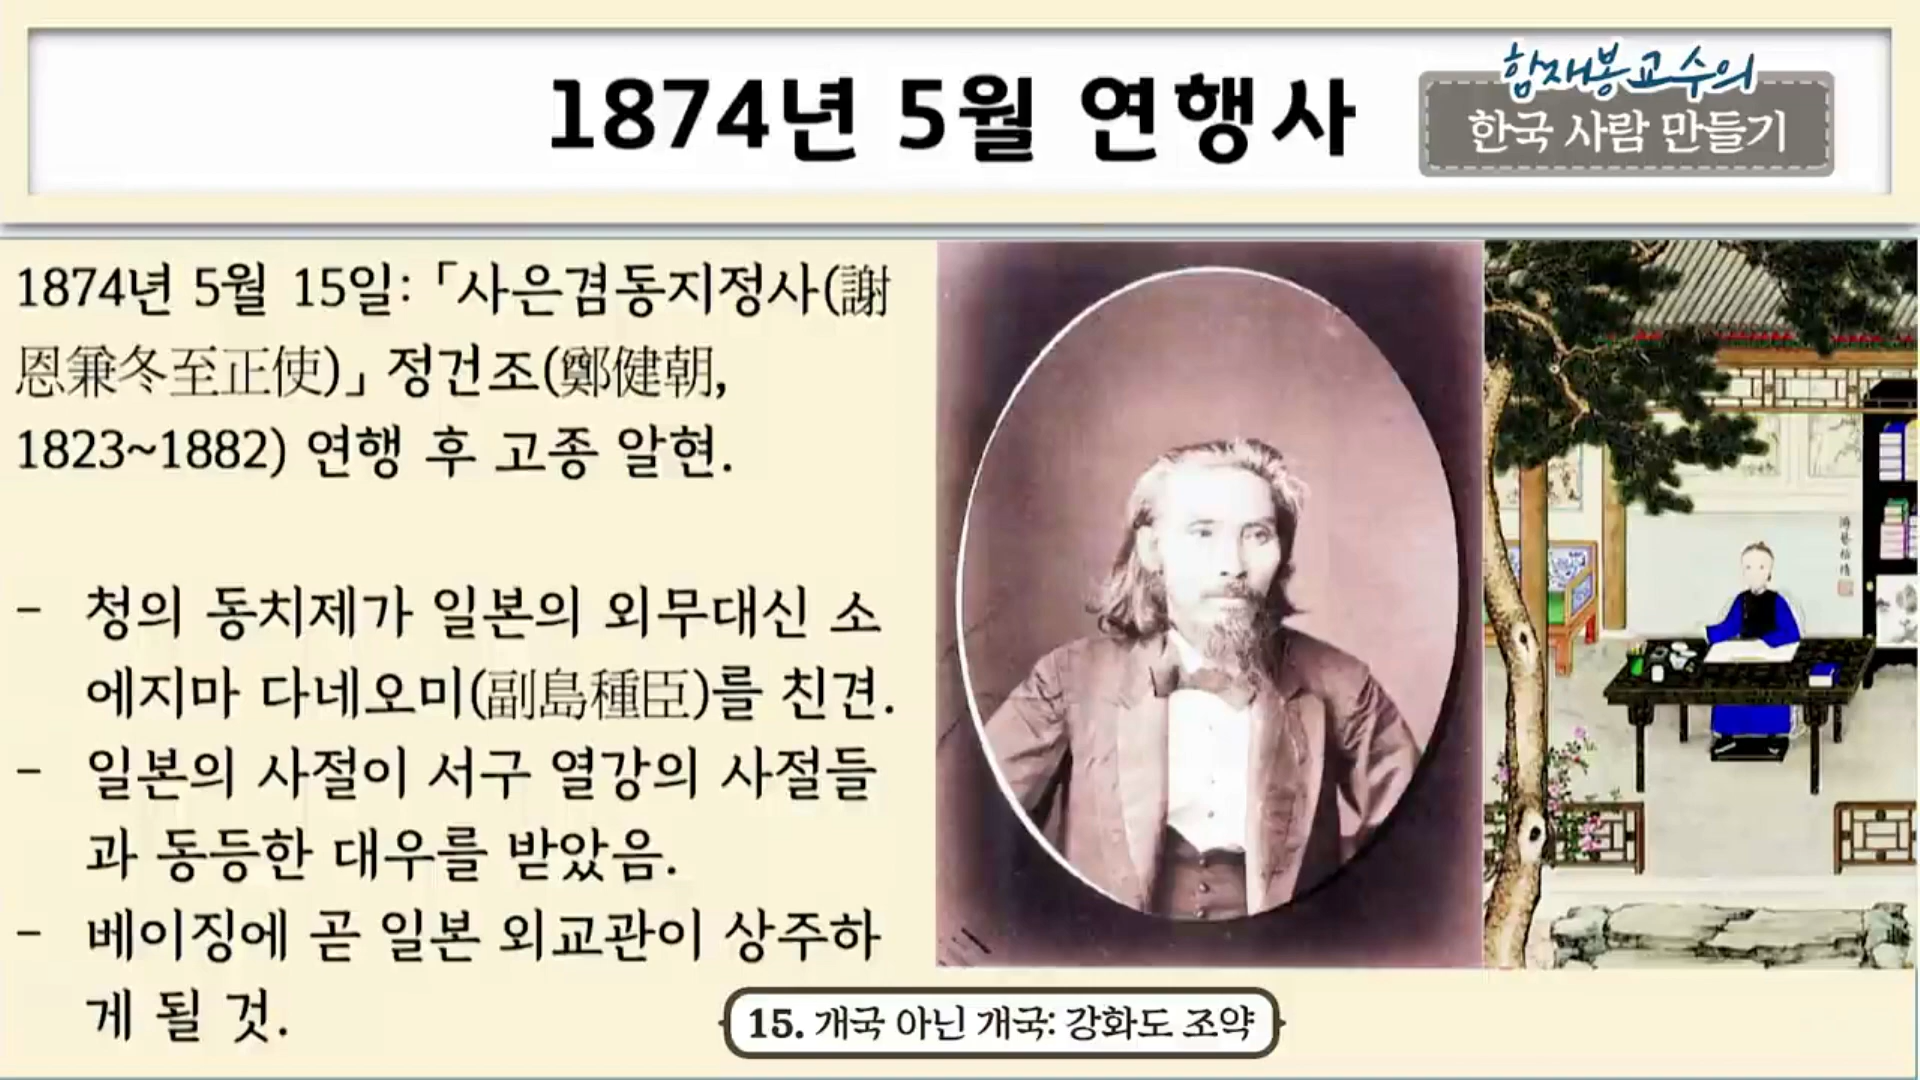 1874년 5월 연행사
함재봉교수의
한국 사람 만들기
1874년 5월 15일: 「사은겸동지정사(謝
恩兼冬至正使)」 정건조(鄭健朝,
1823~1882) 연행 후 고종 알현.
- 청의 동치제가 일본의 외무대신 소
에지마 다네오미(副島種臣)를 친견.
- 일본의 사절이 서구 열강의 사절들
과 동등한 대우를 받았음.
- 베이징에 곧 일본 외교관이 상주하
게 될 것.
15. 개국 아닌 개국: 강화도 조약